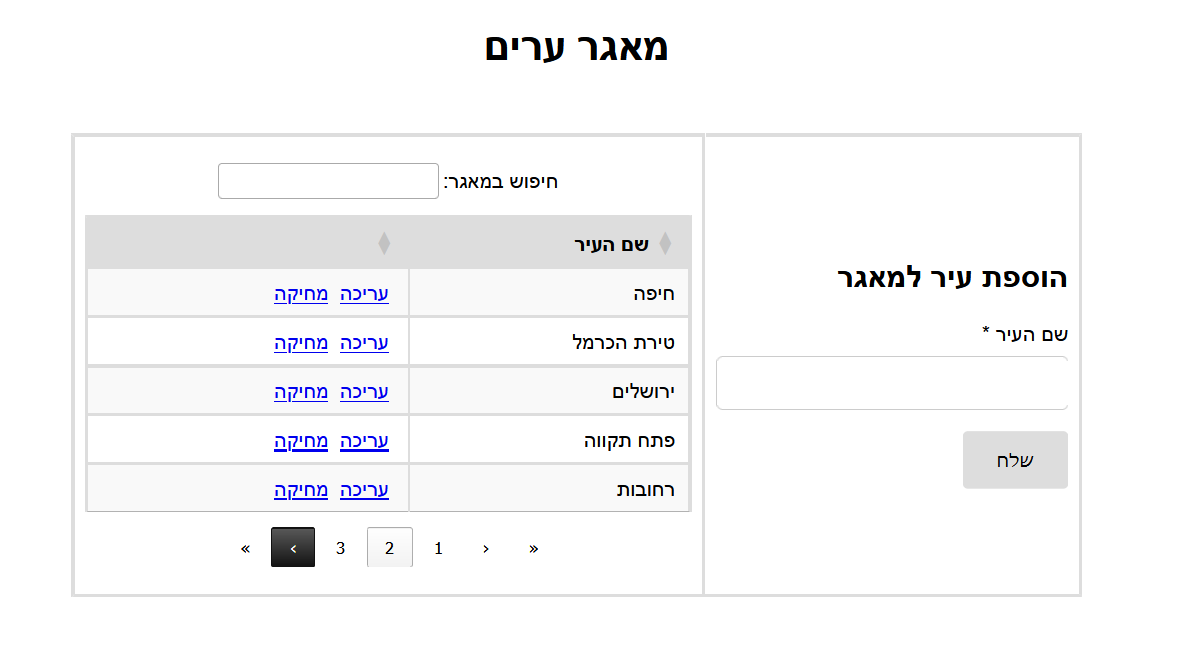 מאגר ערים
הוספת עיר למאגר
שם העיר *
שלח
חיפוש במאגר:
שם העיר
חיפה עריכה מחיקה
טירת הכרמל עריכה מחיקה
ירושלים עריכה מחיקה
פתח תקווה עריכה מחיקה
רחובות עריכה מחיקה
« ‹ 1 2 3 › »